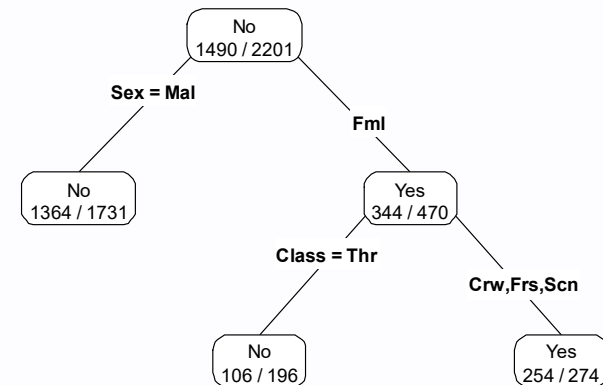 No
1490 / 2201
Sex = Mal
Fml
No
1364 / 1731
Yes
344 / 470
Class = Thr
Crw,Frs,Scn
No
106 / 196
Yes
254 / 274